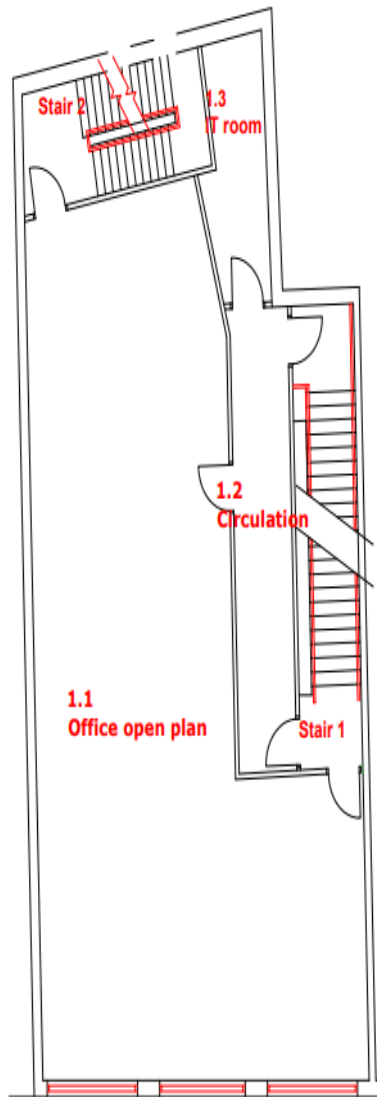 Stair 2
1.3
IT room
1.2
Circulation
1.1
Office open plan
Stair 1